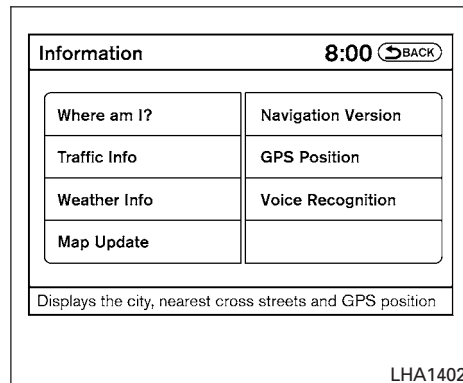 Information 8:00 BACK
Where am I? Navigation Version
Traffic Info GPS Position
Weather Info Voice Recognition
Map Update
Displays the city, nearest cross streets and GPS position
LHA1402